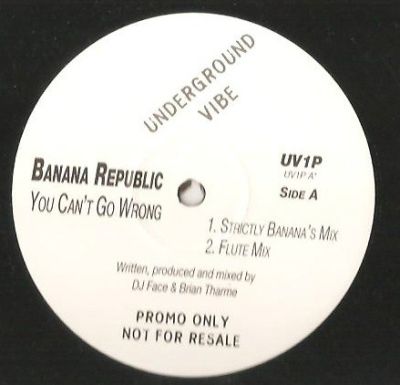 UNDERGROUND
VIBE
BANANA REPUBLIC
YOU CAN'T GO WRONG
UV1P
UV1P A'
SIDE A
1. STRICTLY BANANA'S MIX
2. FLUTE MIX
Written, produced and mixed by
DJ Face & Brian Tharme
PROMO ONLY
NOT FOR RESALE